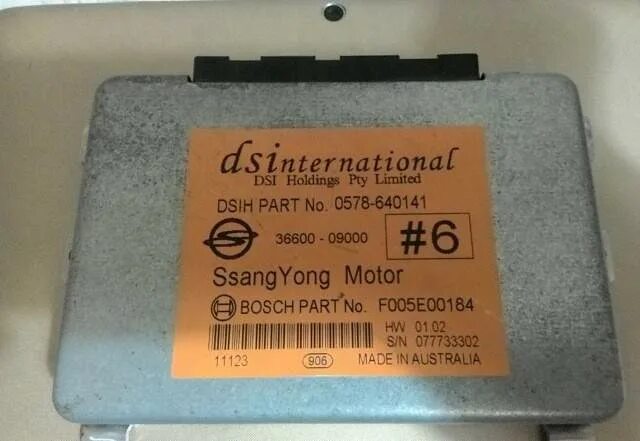 dsinternational
DSI Holdings Pty Limited
DSIH PART No. 0578-640141
36600 - 09000 #6
SsangYong Motor
BOSCH PART No. F005E00184
HW 01.02
S/N 077733302
11123 906 MADE IN AUSTRALIA